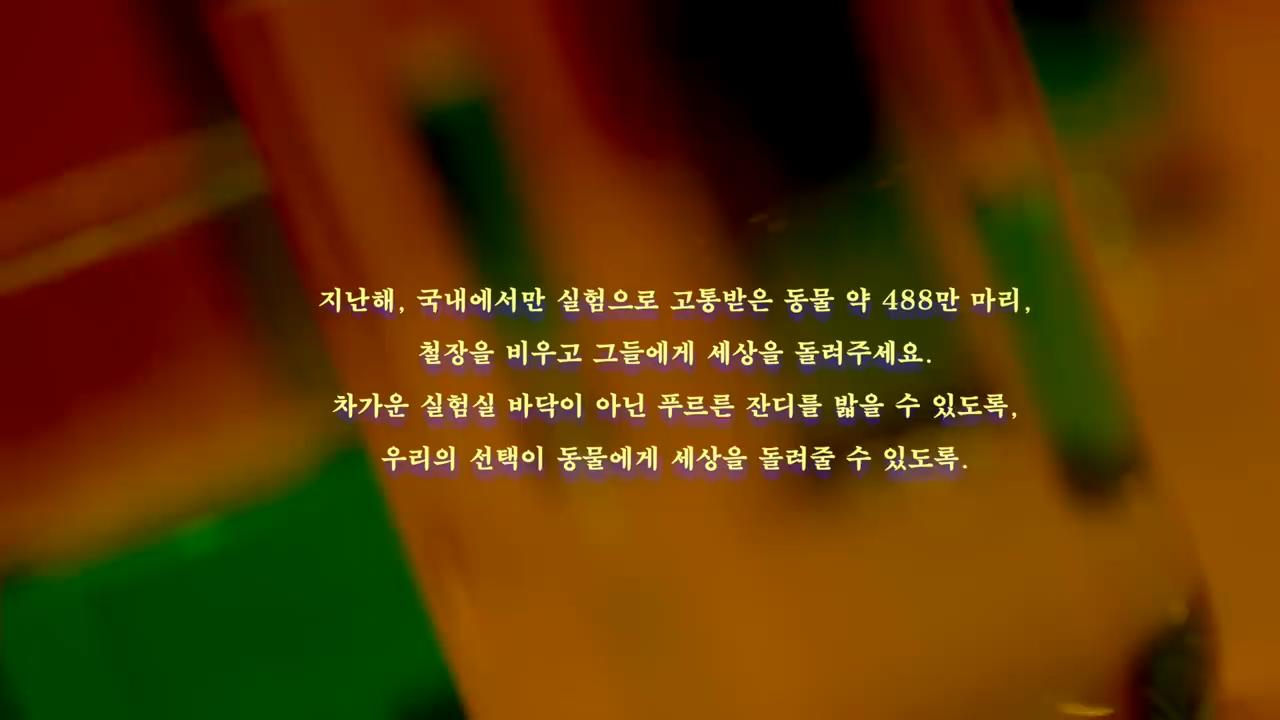 지난해, 국내에서만 실험으로 고통받은 동물 약 488만 마리,
철장을 비우고 그들에게 세상을 돌려주세요.
차가운 실험실 바닥이 아닌 푸르른 잔디를 밟을 수 있도록,
우리의 선택이 동물에게 세상을 돌려줄 수 있도록.